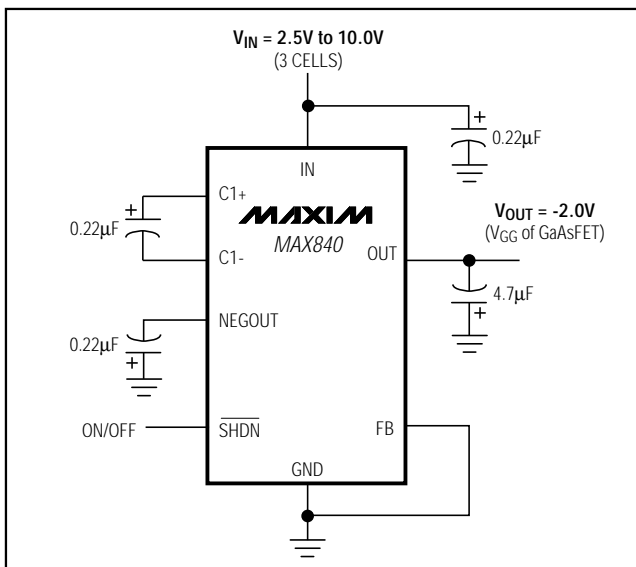 V_IN = 2.5V to 10.0V
(3 CELLS)
+
0.22µF
IN
C1+
+
0.22µF
MAXIM
MAX840
C1-
OUT
V_OUT = -2.0V
(V_GG of GaAsFET)
4.7µF
+
NEGOUT
0.22µF
+
ON/OFF
SHDN
FB
GND